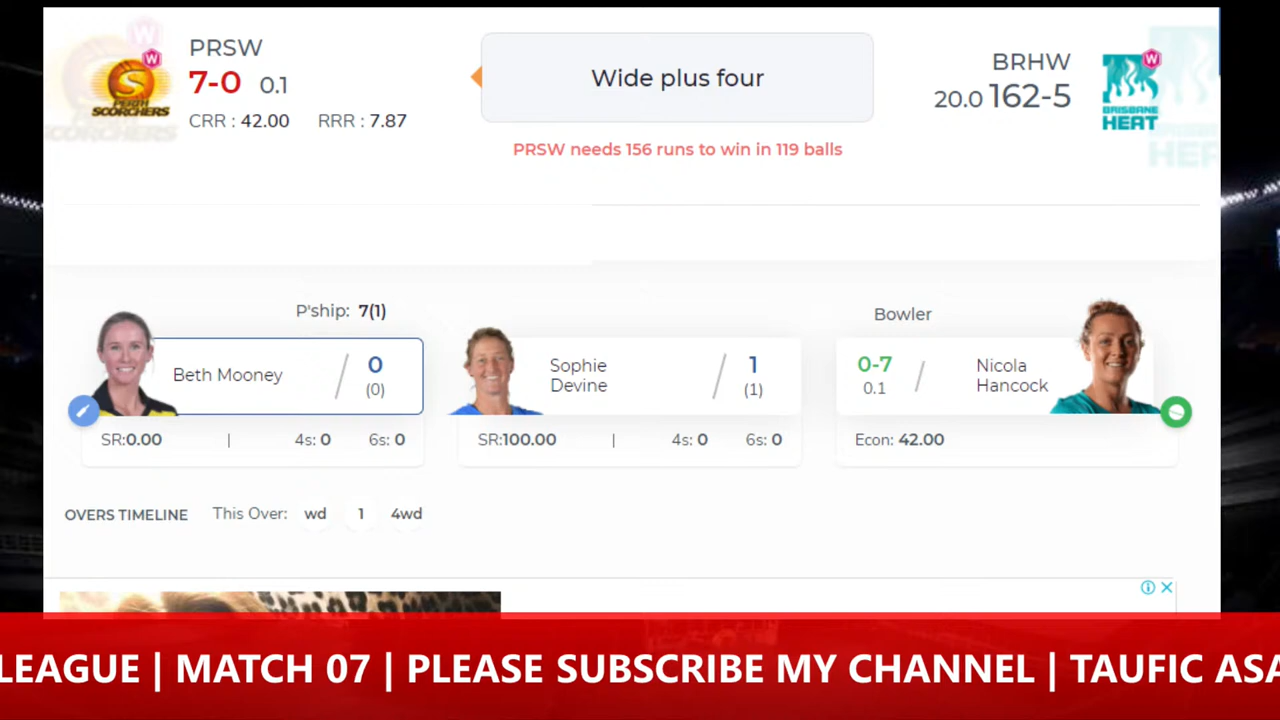 PRSW
7-0 0.1
CRR : 42.00 RRR : 7.87
Wide plus four
PRSW needs 156 runs to win in 119 balls
BRHW
20.0 162-5
W
PERTH
SCORCHERS
W
BRISBANE
HEAT
P'ship: 7(1)
Beth Mooney
0
(0)
SR:0.00 | 4s: 0 6s: 0
Sophie
Devine
1
(1)
SR:100.00 | 4s: 0 6s: 0
Bowler
0-7
0.1
Nicola
Hancock
Econ: 42.00
OVERS TIMELINE This Over: wd 1 4wd
LEAGUE | MATCH 07 | PLEASE SUBSCRIBE MY CHANNEL | TAUFIC ASA